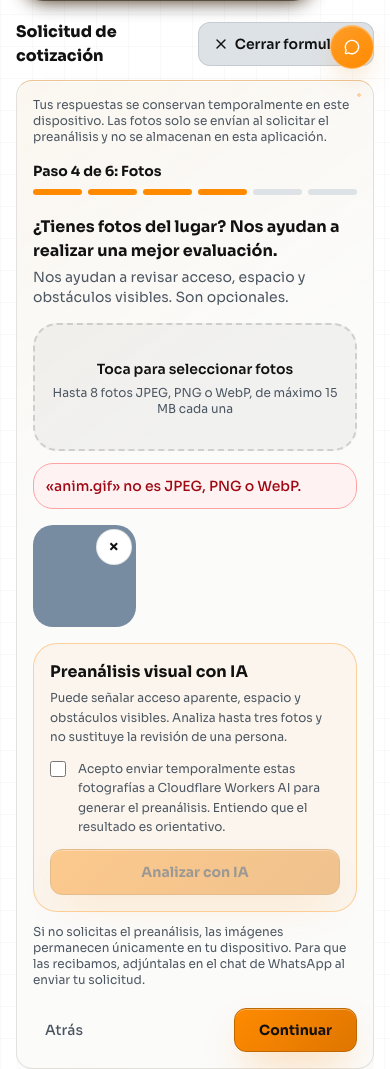 Solicitud de
cotización
× Cerrar formul
Tus respuestas se conservan temporalmente en este
dispositivo. Las fotos solo se envían al solicitar el
preanálisis y no se almacenan en esta aplicación.
Paso 4 de 6: Fotos
¿Tienes fotos del lugar? Nos ayudan a
realizar una mejor evaluación.
Nos ayudan a revisar acceso, espacio y
obstáculos visibles. Son opcionales.
Toca para seleccionar fotos
Hasta 8 fotos JPEG, PNG o WebP, de máximo 15
MB cada una
«anim.gif» no es JPEG, PNG o WebP.
×
Preanálisis visual con IA
Puede señalar acceso aparente, espacio y
obstáculos visibles. Analiza hasta tres fotos y
no sustituye la revisión de una persona.
Acepto enviar temporalmente estas
fotografías a Cloudflare Workers AI para
generar el preanálisis. Entiendo que el
resultado es orientativo.
Analizar con IA
Si no solicitas el preanálisis, las imágenes
permanecen únicamente en tu dispositivo. Para que
las recibamos, adjúntalas en el chat de WhatsApp al
enviar tu solicitud.
Atrás
Continuar